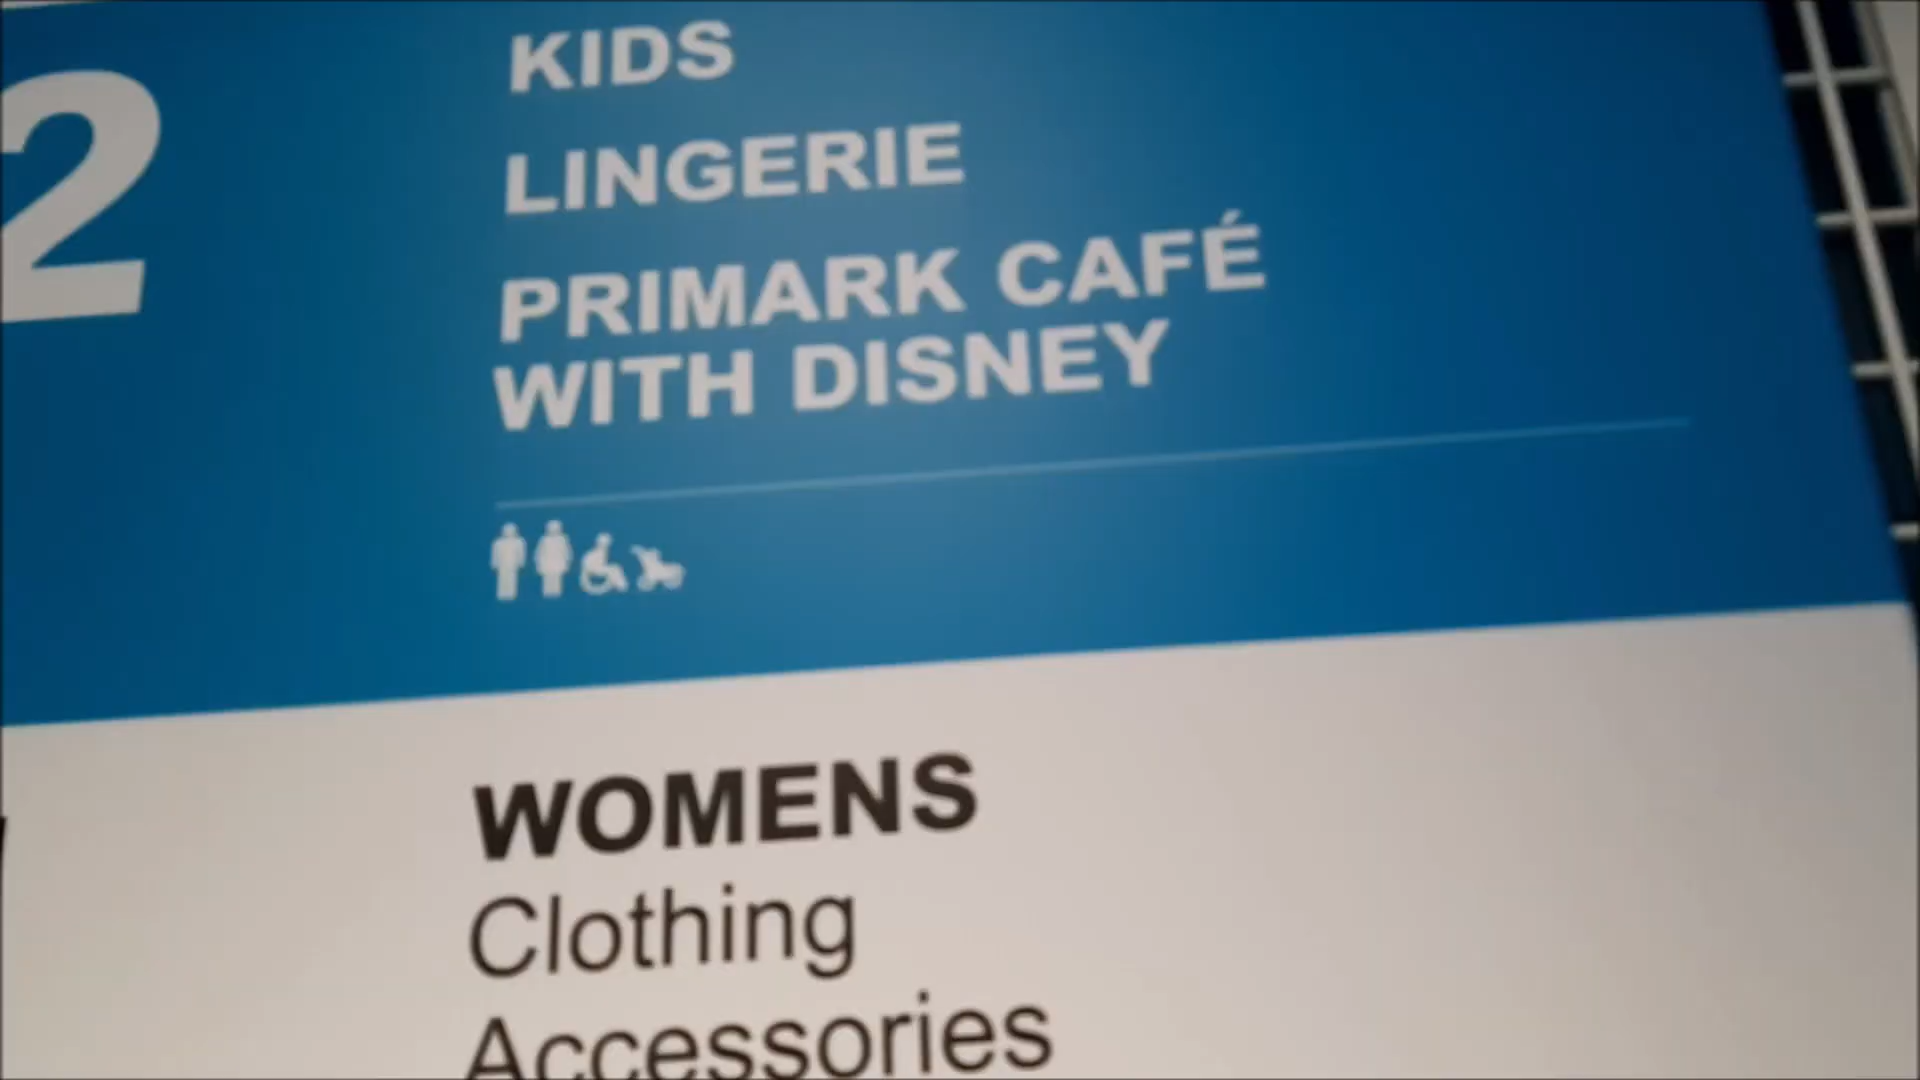 2
KIDS
LINGERIE
PRIMARK CAFÉ
WITH DISNEY
WOMENS
Clothing
Accessories